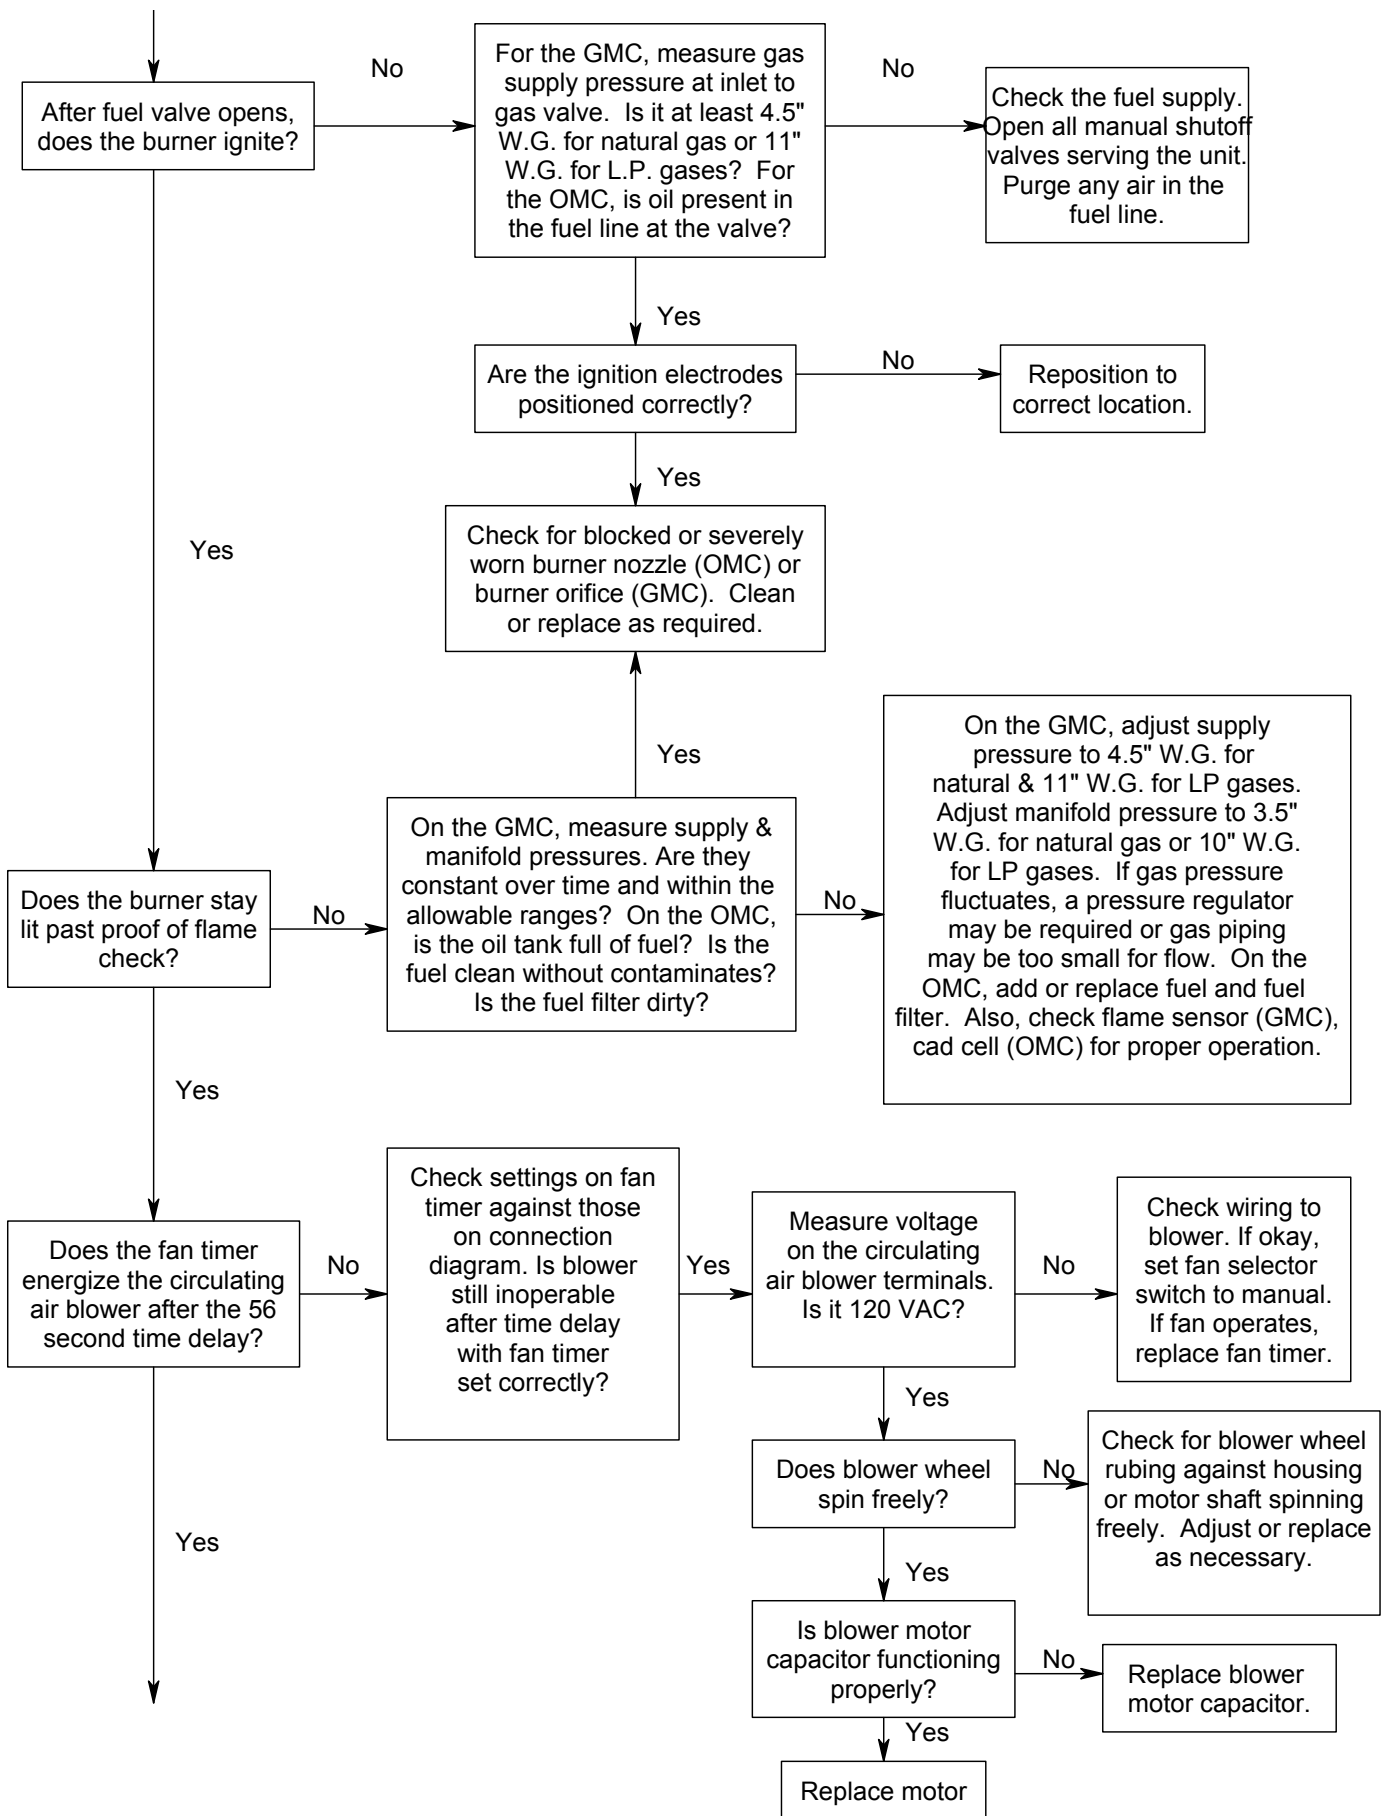 After fuel valve opens,
does the burner ignite?
No
For the GMC, measure gas
supply pressure at inlet to
gas valve. Is it at least 4.5"
W.G. for natural gas or 11"
W.G. for L.P. gases? For
the OMC, is oil present in
the fuel line at the valve?
No
Check the fuel supply.
Open all manual shutoff
valves serving the unit.
Purge any air in the
fuel line.
Yes
Are the ignition electrodes
positioned correctly?
No
Reposition to
correct location.
Yes
Check for blocked or severely
worn burner nozzle (OMC) or
burner orifice (GMC). Clean
or replace as required.
Yes
Yes
Does the burner stay
lit past proof of flame
check?
No
On the GMC, measure supply &
manifold pressures. Are they
constant over time and within the
allowable ranges? On the OMC,
is the oil tank full of fuel? Is the
fuel clean without contaminates?
Is the fuel filter dirty?
No
On the GMC, adjust supply
pressure to 4.5" W.G. for
natural & 11" W.G. for LP gases.
Adjust manifold pressure to 3.5"
W.G. for natural gas or 10" W.G.
for LP gases. If gas pressure
fluctuates, a pressure regulator
may be required or gas piping
may be too small for flow. On the
OMC, add or replace fuel and fuel
filter. Also, check flame sensor (GMC),
cad cell (OMC) for proper operation.
Yes
Does the fan timer
energize the circulating
air blower after the 56
second time delay?
No
Check settings on fan
timer against those
on connection
diagram. Is blower
still inoperable
after time delay
with fan timer
set correctly?
Yes
Measure voltage
on the circulating
air blower terminals.
Is it 120 VAC?
No
Check wiring to
blower. If okay,
set fan selector
switch to manual.
If fan operates,
replace fan timer.
Yes
Does blower wheel
spin freely?
No
Check for blower wheel
rubing against housing
or motor shaft spinning
freely. Adjust or replace
as necessary.
Yes
Yes
Is blower motor
capacitor functioning
properly?
No
Replace blower
motor capacitor.
Yes
Replace motor